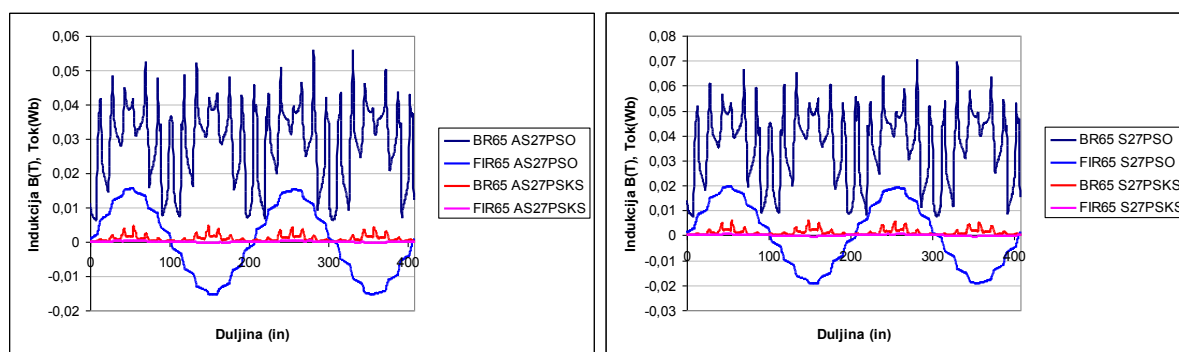 Indukcija B(T), Tok(Wb)
0,06
0,05
0,04
0,03
0,02
0,01
0
-0,01
-0,02
0 100 200 300 400
Duljina (in)
BR65 AS27PSO
FIR65 AS27PSO
BR65 AS27PSKS
FIR65 AS27PSKS
Indukcija B(T), Tok(Wb)
0,08
0,07
0,06
0,05
0,04
0,03
0,02
0,01
0,00
-0,01
-0,02
-0,03
0 100 200 300 400
Duljina (in)
BR65 S27PSO
FIR65 S27PSO
BR65 S27PSKS
FIR65 S27PSKS